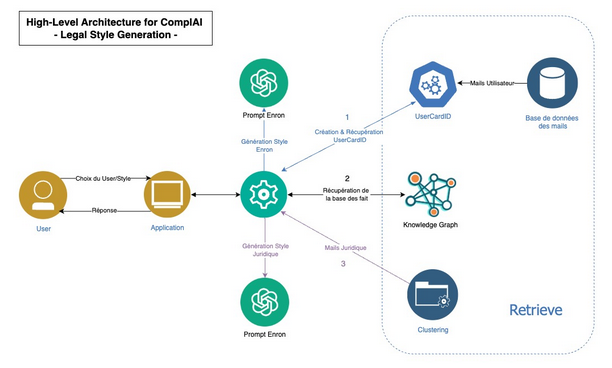 High-Level Architecture for ComplAI
- Legal Style Generation -
Prompt Enron
Génération Style
Enron
1
Création & Récupération
UserCardID
UserCardID
Mails Utilisateur
Base de données
des mails
Choix du User/Style
Réponse
User
Application
2
Récupération de
la base des fait
Knowledge Graph
Génération Style
Juridique
Mails Juridique
3
Prompt Enron
Clustering
Retrieve